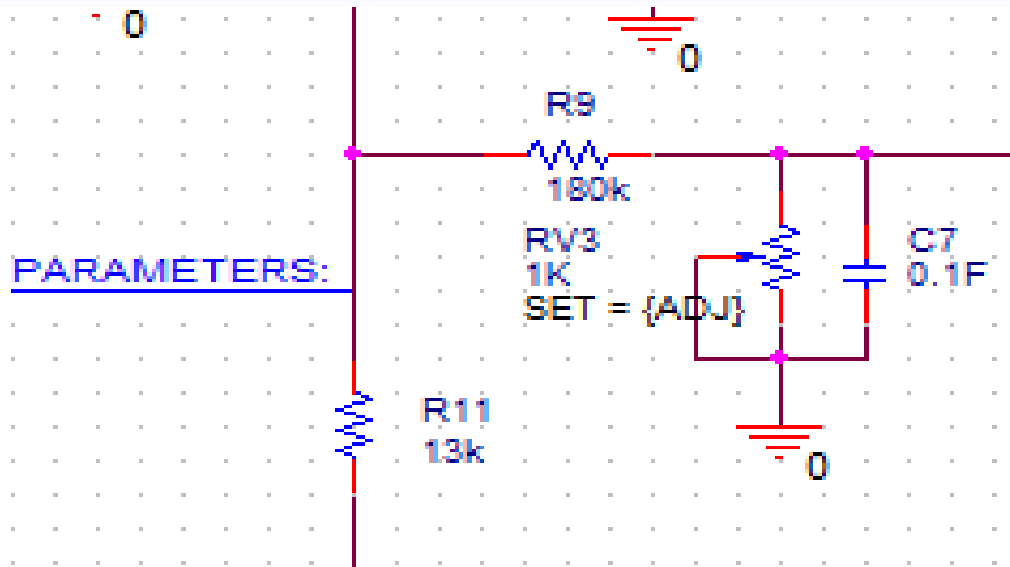 0
0
R9
180k
RV3
1K
SET = {ADJ}
C7
0.1F
PARAMETERS:
R11
13k
0